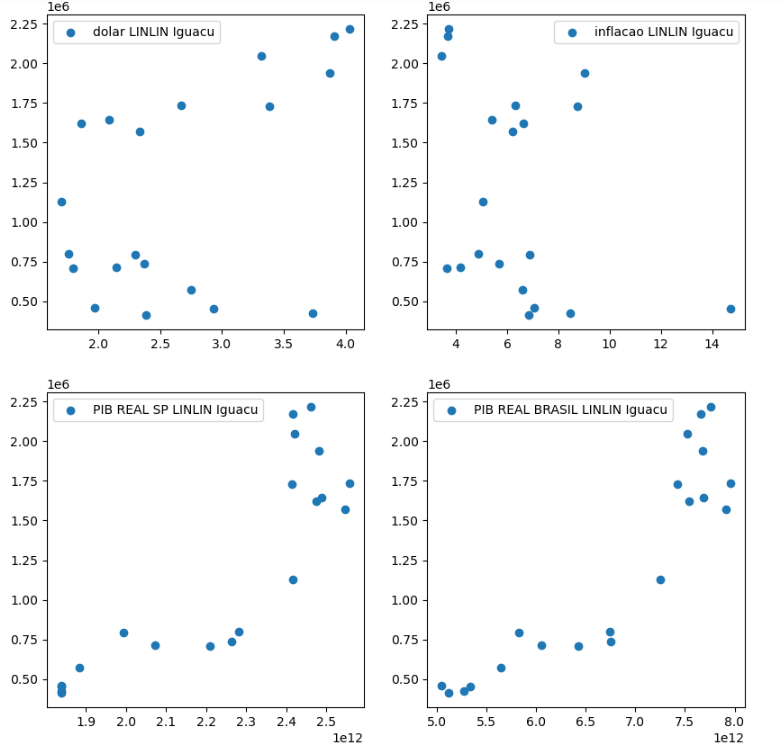 1e6
dolar LINLIN Iguacu
2.25
2.00
1.75
1.50
1.25
1.00
0.75
0.50
2.0 2.5 3.0 3.5 4.0
1e6
inflacao LINLIN Iguacu
2.25
2.00
1.75
1.50
1.25
1.00
0.75
0.50
4 6 8 10 12 14
1e6
PIB REAL SP LINLIN Iguacu
2.25
2.00
1.75
1.50
1.25
1.00
0.75
0.50
1.9 2.0 2.1 2.2 2.3 2.4 2.5
1e12
1e6
PIB REAL BRASIL LINLIN Iguacu
2.25
2.00
1.75
1.50
1.25
1.00
0.75
0.50
5.0 5.5 6.0 6.5 7.0 7.5 8.0
1e12